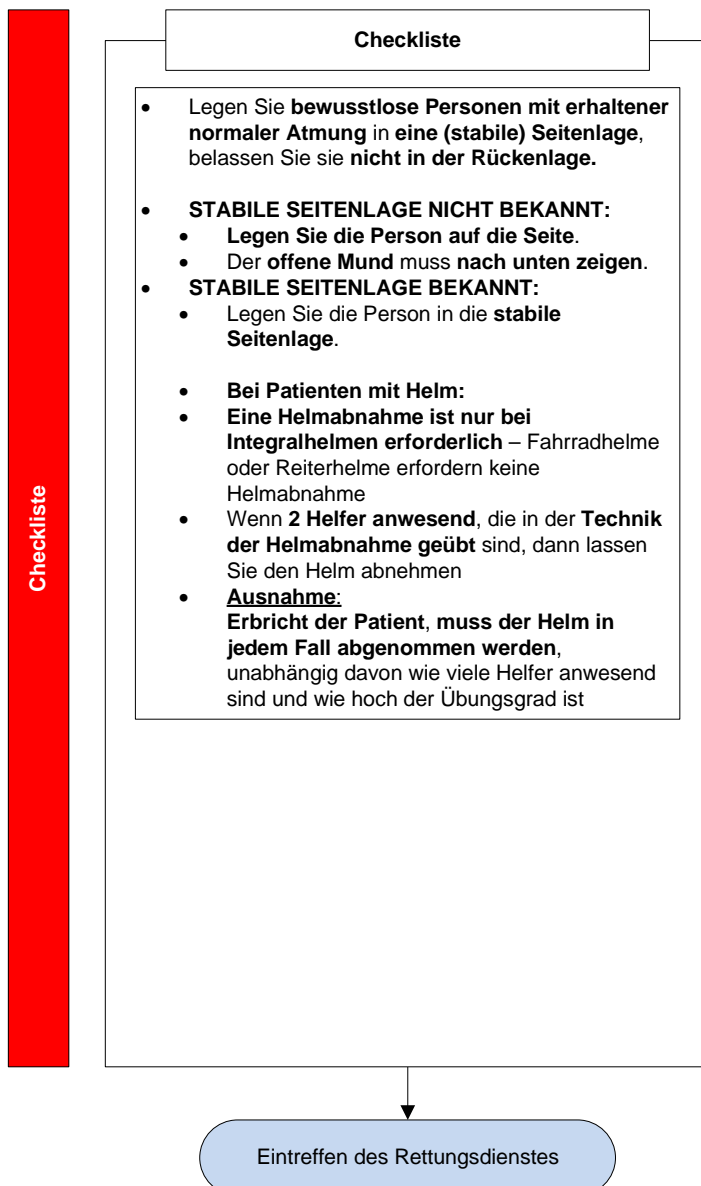 Checkliste
Checkliste
• Legen Sie bewusstlose Personen mit erhaltener
normaler Atmung in eine (stabile) Seitenlage,
belassen Sie sie nicht in der Rückenlage.
• STABILE SEITENLAGE NICHT BEKANNT:
• Legen Sie die Person auf die Seite.
• Der offene Mund muss nach unten zeigen.
• STABILE SEITENLAGE BEKANNT:
• Legen Sie die Person in die stabile
Seitenlage.
• Bei Patienten mit Helm:
• Eine Helmabnahme ist nur bei
Integralhelmen erforderlich – Fahrradhelme
oder Reiterhelme erfordern keine
Helmabnahme
• Wenn 2 Helfer anwesend, die in der Technik
der Helmabnahme geübt sind, dann lassen
Sie den Helm abnehmen
• Ausnahme:
Erbricht der Patient, muss der Helm in
jedem Fall abgenommen werden,
unabhängig davon wie viele Helfer anwesend
sind und wie hoch der Übungsgrad ist
Eintreffen des Rettungsdienstes